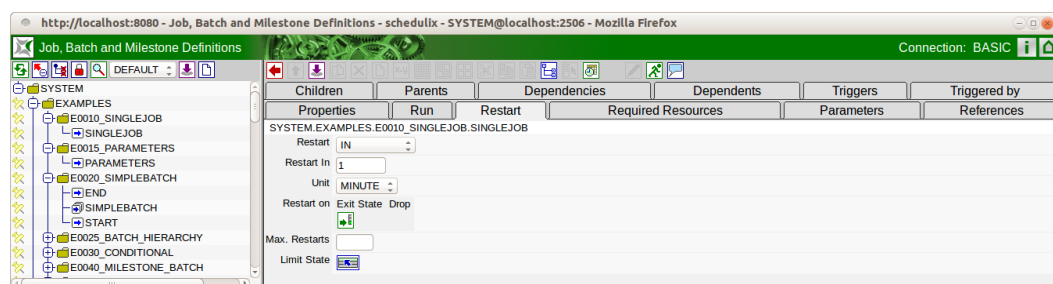 http://localhost:8080 - Job, Batch and Milestone Definitions - schedulix - SYSTEM@localhost:2506 - Mozilla Firefox
Job, Batch and Milestone Definitions
Connection: BASIC
DEFAULT
SYSTEM
EXAMPLES
E0010_SINGLEJOB
SINGLEJOB
E0015_PARAMETERS
PARAMETERS
E0020_SIMPLEBATCH
END
SIMPLEBATCH
START
E0025_BATCH_HIERARCHY
E0030_CONDITIONAL
E0040_MILESTONE_BATCH
Children Parents Dependencies Dependents Triggers Triggered by
Properties Run Restart Required Resources Parameters References
SYSTEM.EXAMPLES.E0010_SINGLEJOB.SINGLEJOB
Restart IN
Restart In 1
Unit MINUTE
Restart on Exit State Drop
Max. Restarts
Limit State